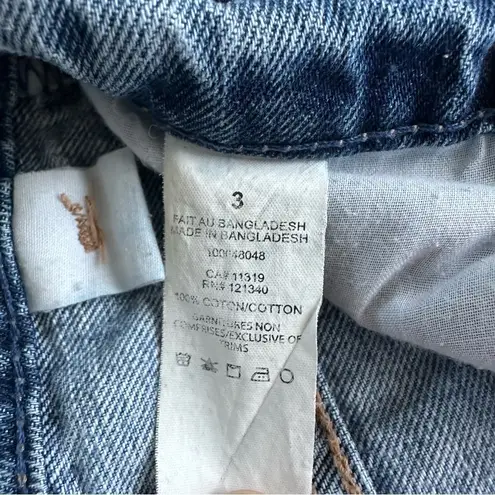 3
FAIT AU BANGLADESH
MADE IN BANGLADESH
CA# 11319
RN# 121340
100% COTON/COTTON
GARNITURES NON
COMPRISES/EXCLUSIVE OF
TRIMS